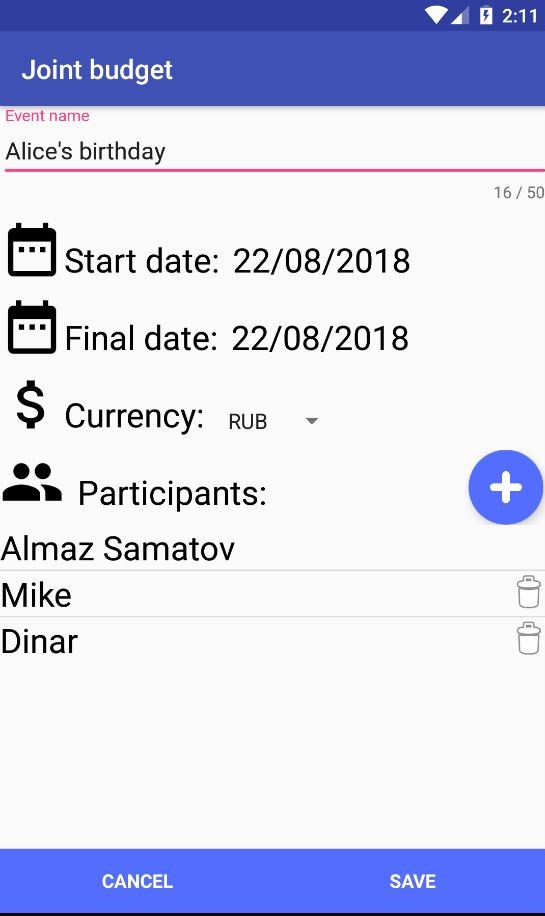 2:11
Joint budget
Event name
Alice's birthday
16 / 50
Start date: 22/08/2018
Final date: 22/08/2018
$ Currency: RUB
Participants:
Almaz Samatov
Mike
Dinar
CANCEL SAVE